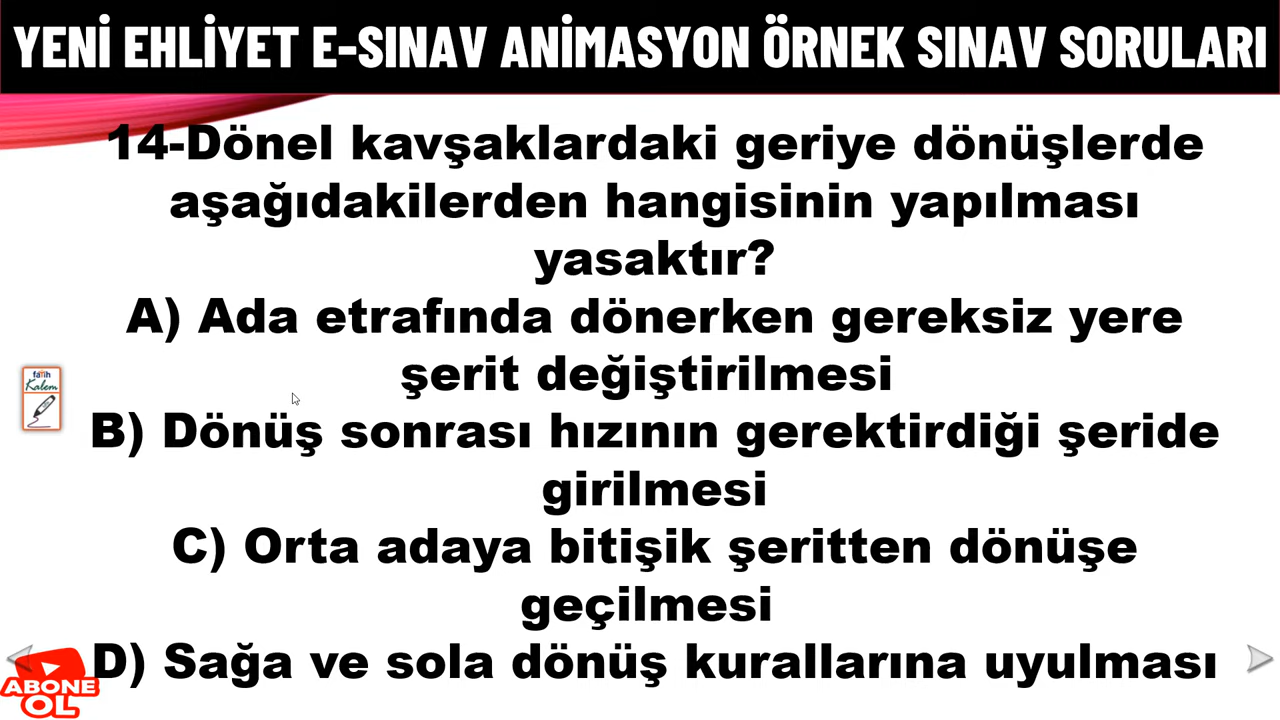 YENİ EHLİYET E-SINAV ANİMASYON ÖRNEK SINAV SORULARI
14-Dönel kavşaklardaki geriye dönüşlerde
aşağıdakilerden hangisinin yapılması
yasaktır?
A) Ada etrafında dönerken gereksiz yere
şerit değiştirilmesi
B) Dönüş sonrası hızının gerektirdiği şeride
girilmesi
C) Orta adaya bitişik şeritten dönüşe
geçilmesi
D) Sağa ve sola dönüş kurallarına uyulması
fatih
Kalem
ABONE
OL